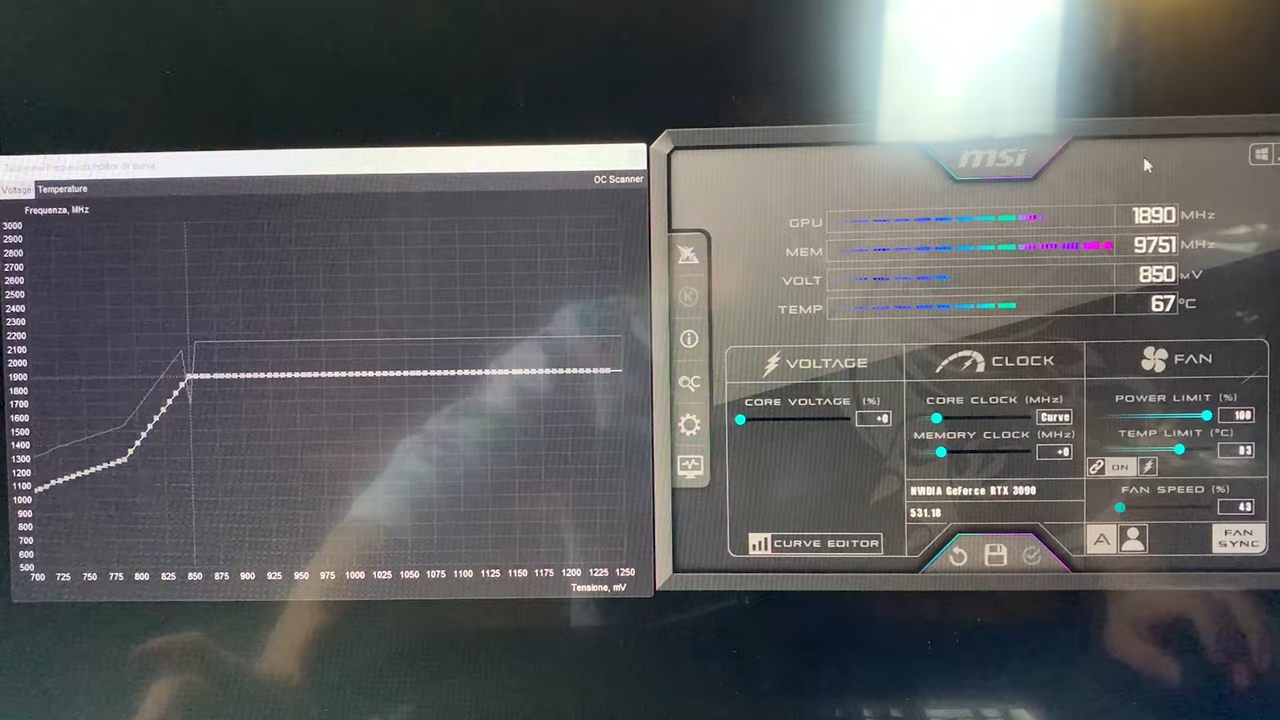 Voltage Temperature
OC Scanner
Frequenza, MHz
3000
2900
2800
2700
2600
2500
2400
2300
2200
2100
2000
1900
1800
1700
1600
1500
1400
1300
1200
1100
1000
900
800
700
600
500
700 725 750 775 800 825 850 875 900 925 950 975 1000 1025 1050 1075 1100 1125 1150 1175 1200 1225 1250
Tensione, mV
msi
GPU 1890 MHz
MEM 9751 MHz
VOLT 850 mV
TEMP 67 °C
K
i
OC
VOLTAGE
CORE VOLTAGE (%)
+0
CURVE EDITOR
CLOCK
CORE CLOCK (MHz)
Curve
MEMORY CLOCK (MHz)
+0
NVIDIA GeForce RTX 3090
531.18
FAN
POWER LIMIT (%)
100
TEMP LIMIT (°C)
83
ON
FAN SPEED (%)
43
A
FAN SYNC